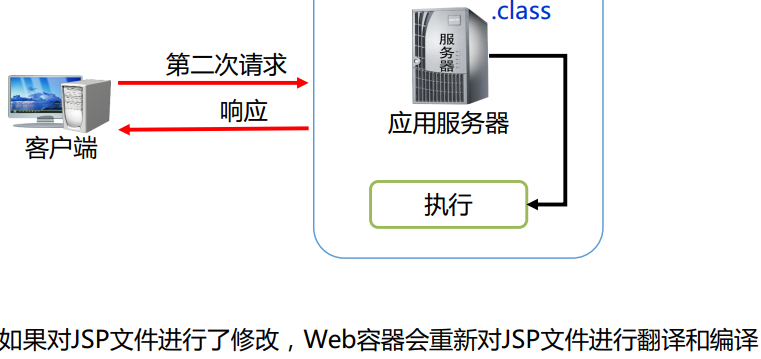 .class
服务器
第二次请求
响应
应用服务器
客户端
执行
如果对JSP文件进行了修改，Web容器会重新对JSP文件进行翻译和编译